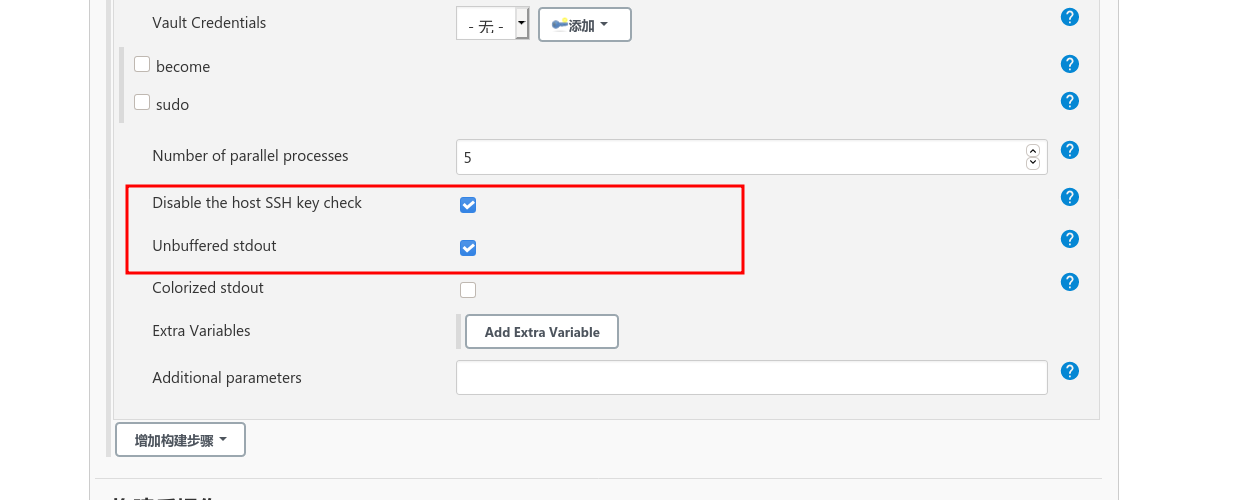 Vault Credentials
- 无 -
添加
become
sudo
Number of parallel processes
5
Disable the host SSH key check
Unbuffered stdout
Colorized stdout
Extra Variables
Add Extra Variable
Additional parameters
增加构建步骤